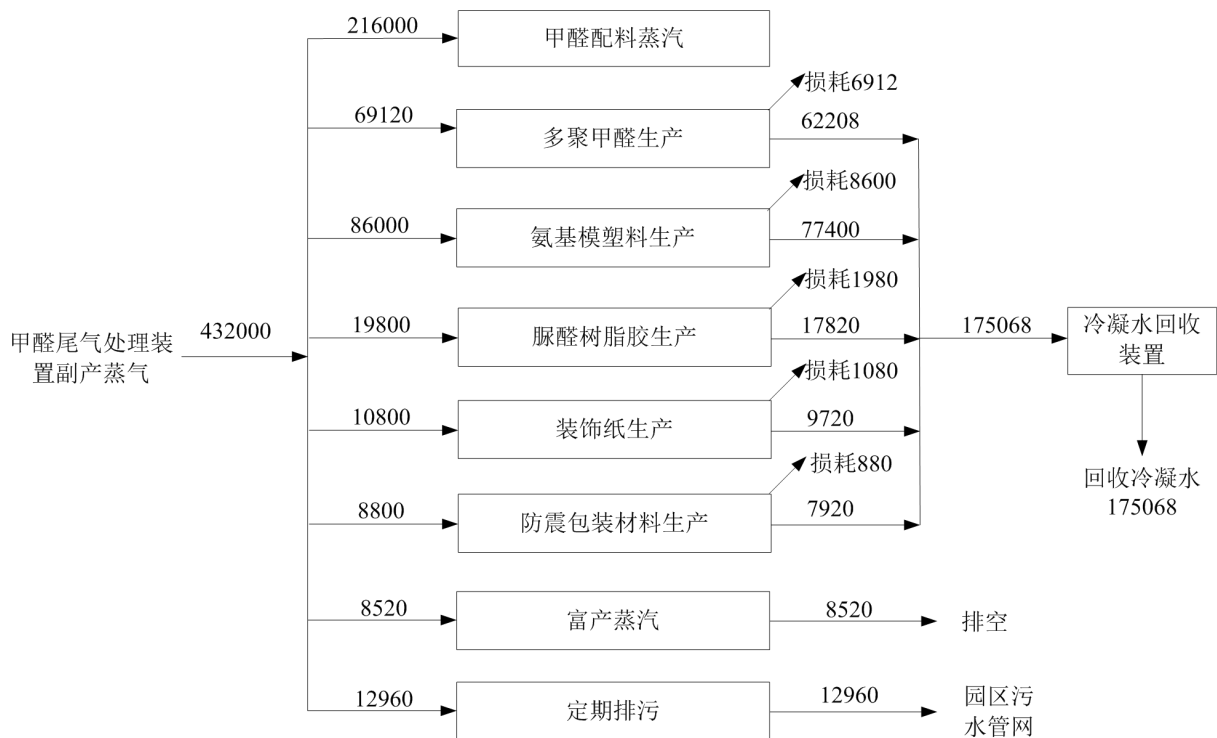 216000
甲醛配料蒸汽
损耗6912
69120
多聚甲醛生产
62208
损耗8600
86000
氨基模塑料生产
77400
损耗1980
甲醛尾气处理装
置副产蒸气
432000
19800
脲醛树脂胶生产
17820
175068
冷凝水回收
装置
损耗1080
10800
装饰纸生产
9720
损耗880
回收冷凝水
175068
8800
防震包装材料生产
7920
8520
富产蒸汽
8520
排空
12960
定期排污
12960
园区污
水管网